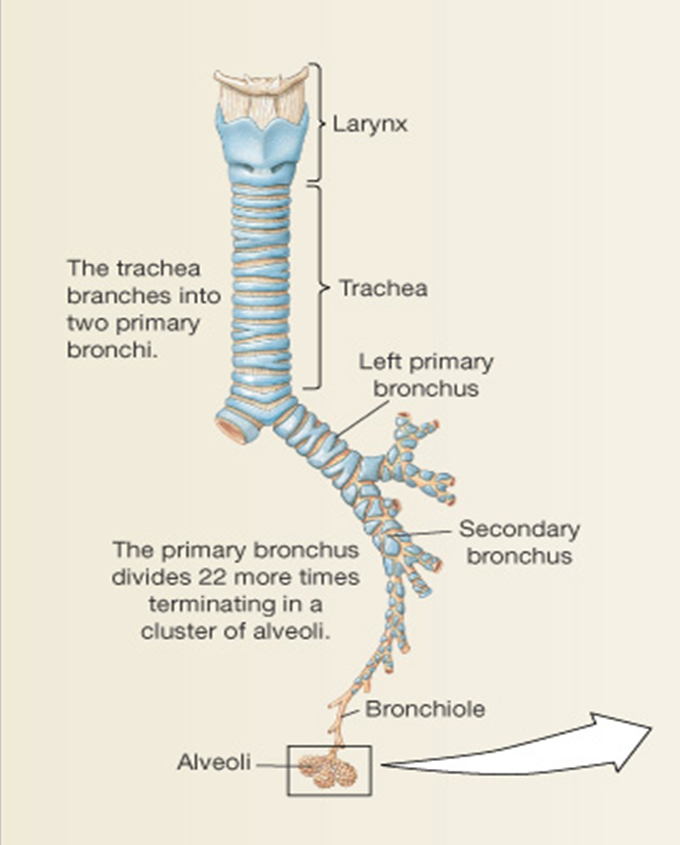 Larynx
The trachea
branches into
two primary
bronchi.
Trachea
Left primary
bronchus
Secondary
bronchus
The primary bronchus
divides 22 more times
terminating in a
cluster of alveoli.
Bronchiole
Alveoli